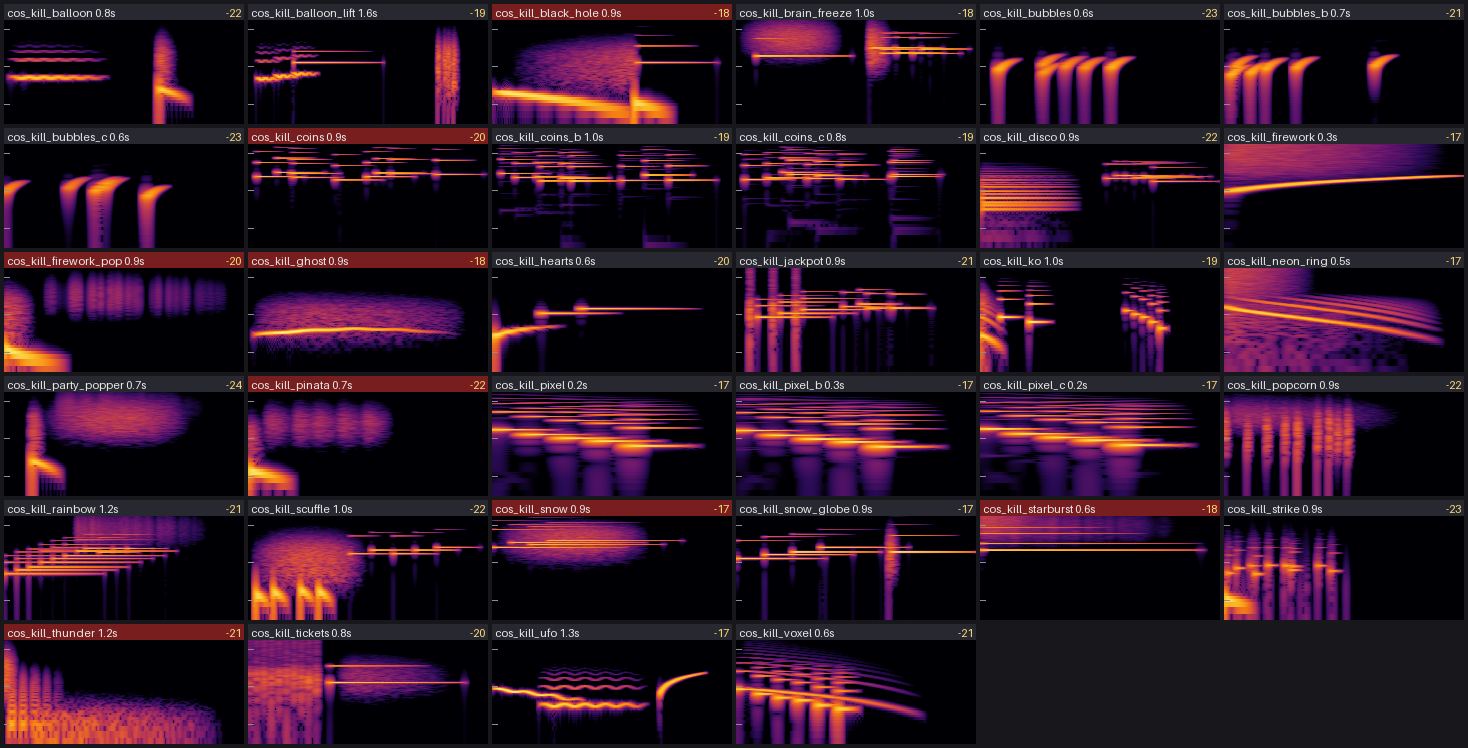 cos_kill_balloon 0.8s -22
cos_kill_balloon_lift 1.6s -19
cos_kill_black_hole 0.9s -18
cos_kill_brain_freeze 1.0s -18
cos_kill_bubbles 0.6s -23
cos_kill_bubbles_b 0.7s -21
cos_kill_bubbles_c 0.6s -23
cos_kill_coins 0.9s -20
cos_kill_coins_b 1.0s -19
cos_kill_coins_c 0.8s -19
cos_kill_disco 0.9s -22
cos_kill_firework 0.3s -17
cos_kill_firework_pop 0.9s -20
cos_kill_ghost 0.9s -18
cos_kill_hearts 0.6s -20
cos_kill_jackpot 0.9s -21
cos_kill_ko 1.0s -19
cos_kill_neon_ring 0.5s -17
cos_kill_party_popper 0.7s -24
cos_kill_pinata 0.7s -22
cos_kill_pixel 0.2s -17
cos_kill_pixel_b 0.3s -17
cos_kill_pixel_c 0.2s -17
cos_kill_popcorn 0.9s -22
cos_kill_rainbow 1.2s -21
cos_kill_scuffle 1.0s -22
cos_kill_snow 0.9s -17
cos_kill_snow_globe 0.9s -17
cos_kill_starburst 0.6s -18
cos_kill_strike 0.9s -23
cos_kill_thunder 1.2s -21
cos_kill_tickets 0.8s -20
cos_kill_ufo 1.3s -17
cos_kill_voxel 0.6s -21